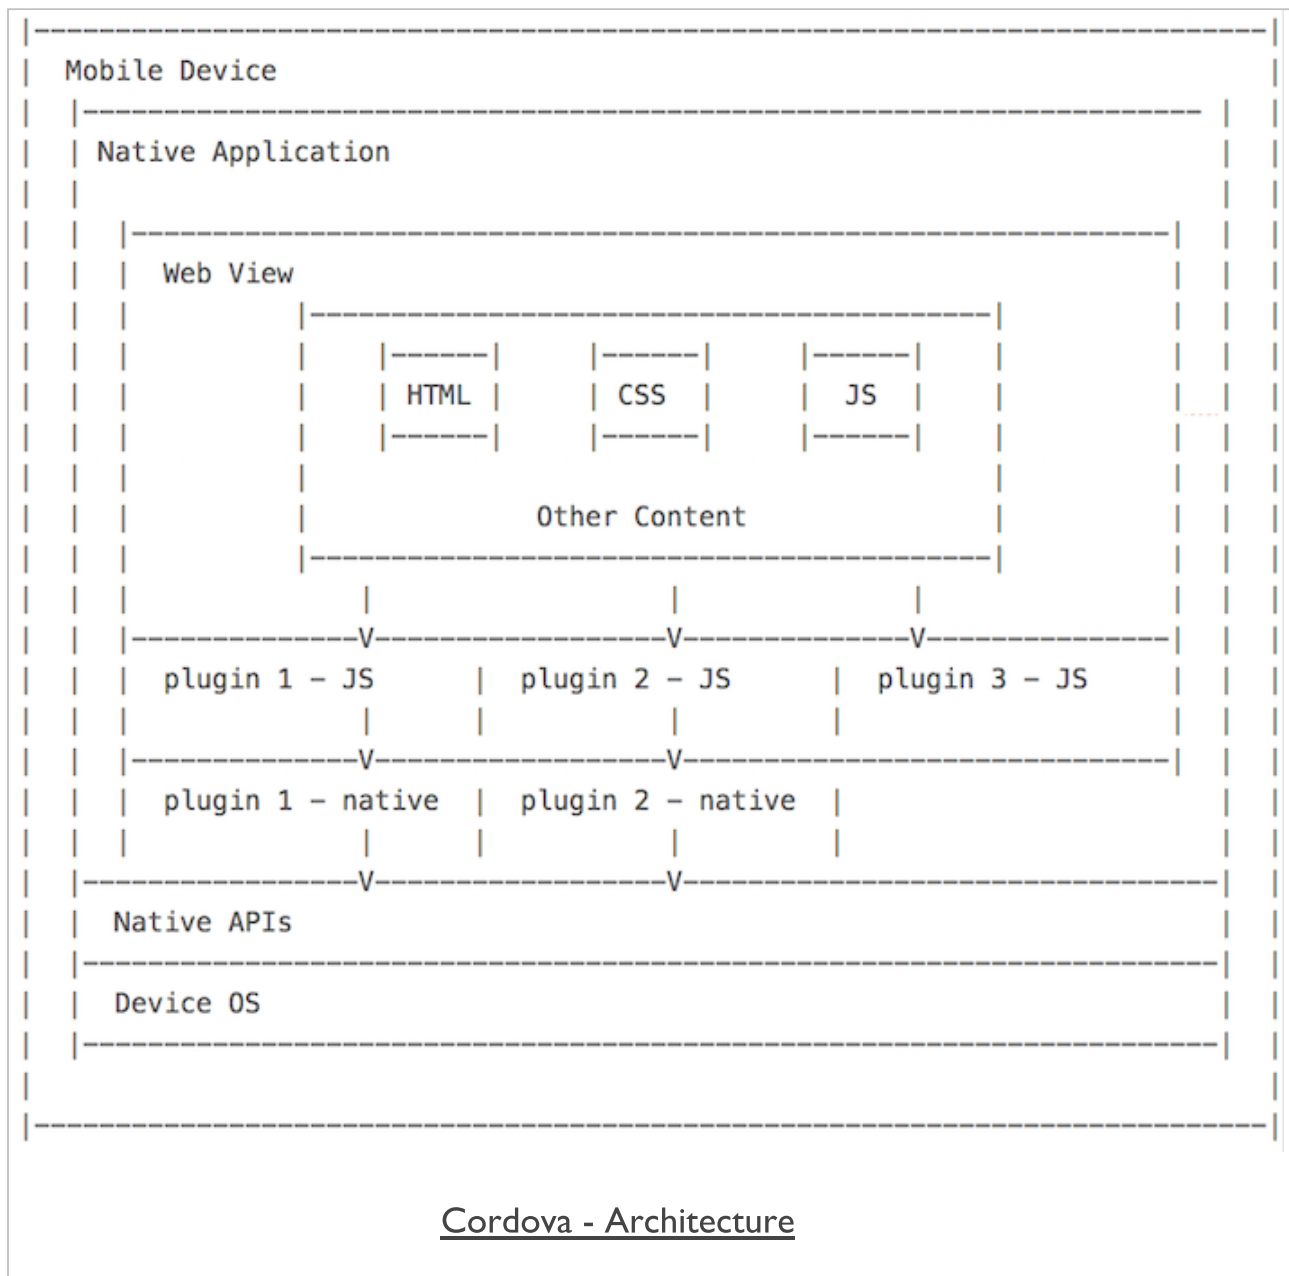 Mobile Device
Native Application
Web View
HTML CSS JS
Other Content
plugin 1 – JS | plugin 2 – JS | plugin 3 – JS
plugin 1 – native | plugin 2 – native |
Native APIs
Device OS
Cordova - Architecture